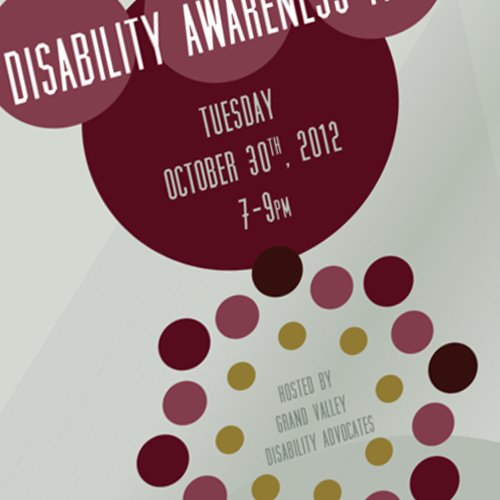 DISABILITY AWARENESS
TUESDAY
OCTOBER 30TH, 2012
7-9PM
HOSTED BY
GRAND VALLEY
DISABILITY ADVOCATES